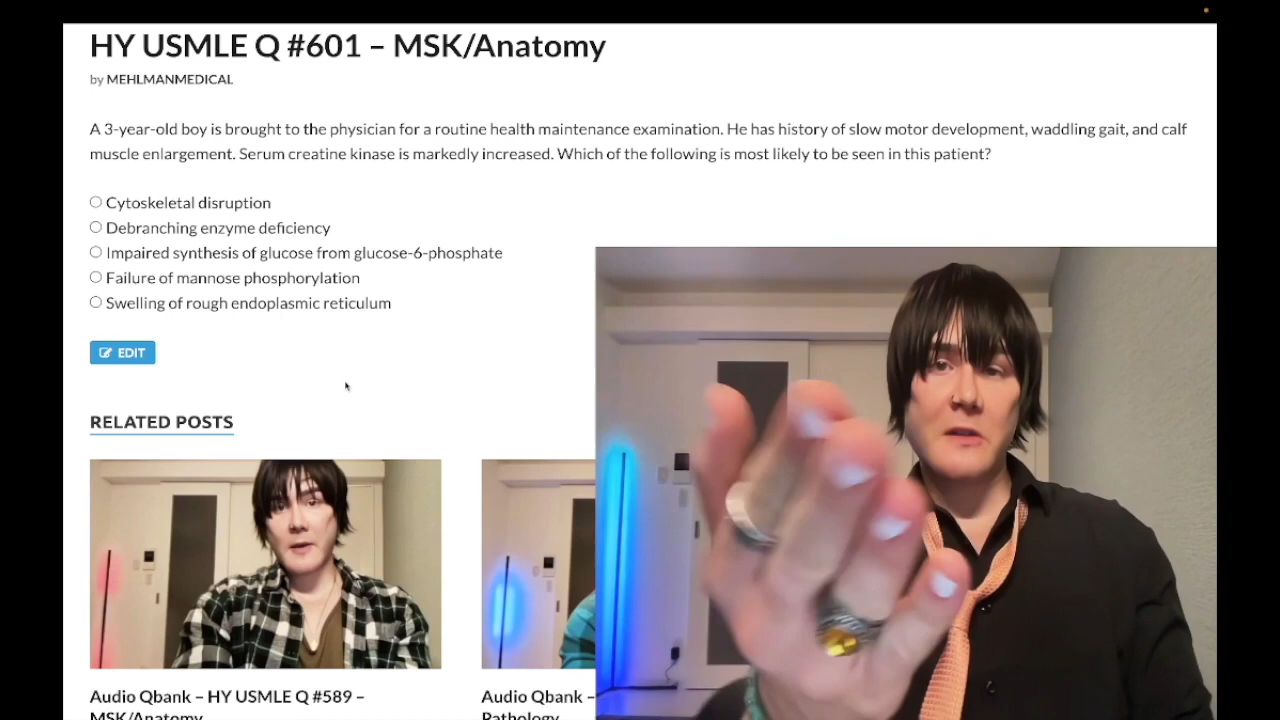 HY USMLE Q #601 – MSK/Anatomy
by MEHLMANMEDICAL
A 3-year-old boy is brought to the physician for a routine health maintenance examination. He has history of slow motor development, waddling gait, and calf
muscle enlargement. Serum creatine kinase is markedly increased. Which of the following is most likely to be seen in this patient?
Cytoskeletal disruption
Debranching enzyme deficiency
Impaired synthesis of glucose from glucose-6-phosphate
Failure of mannose phosphorylation
Swelling of rough endoplasmic reticulum
EDIT
RELATED POSTS
Audio Qbank – HY USMLE Q #589 –
MSK/Anatomy
Audio Qbank –
Pathology